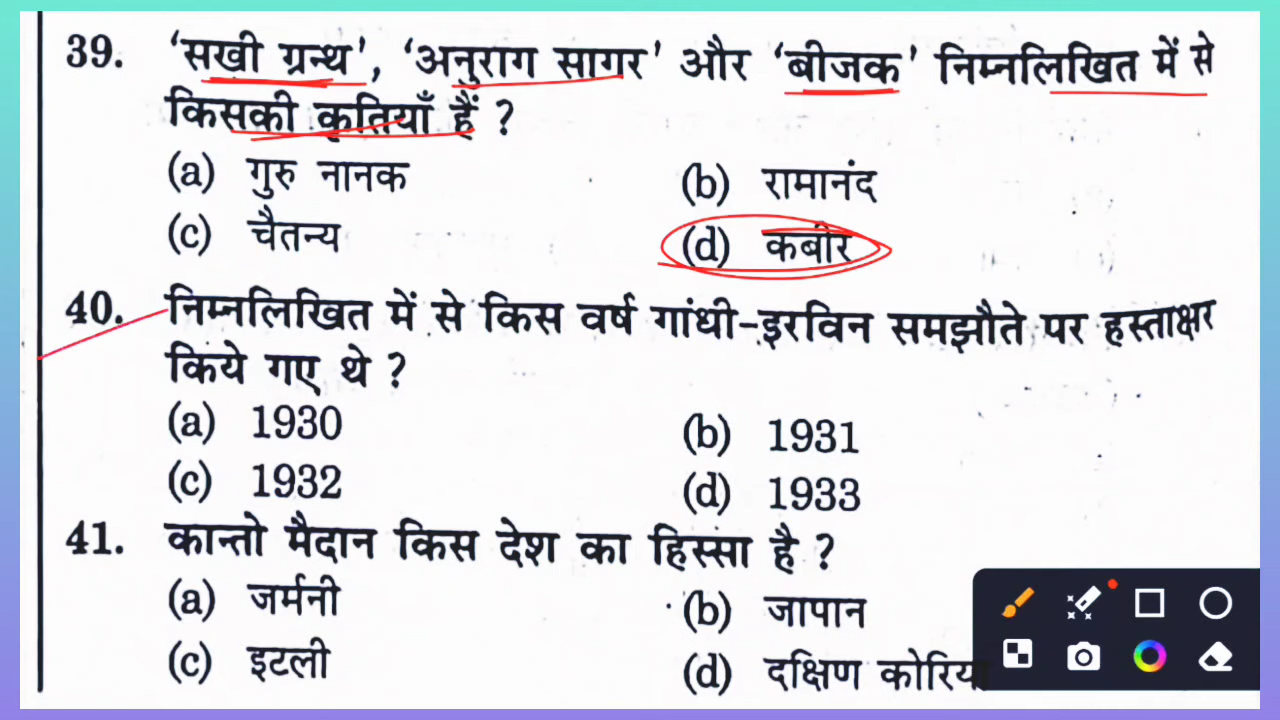 39. ‘सखी ग्रन्थ’, ‘अनुराग सागर’ और ‘बीजक’ निम्नलिखित में से
किसकी कृतियाँ हैं ?
(a) गुरु नानक (b) रामानंद
(c) चैतन्य (d) कबीर
40. निम्नलिखित में से किस वर्ष गांधी-इरविन समझौते पर हस्ताक्षर
किये गए थे ?
(a) 1930 (b) 1931
(c) 1932 (d) 1933
41. कान्तो मैदान किस देश का हिस्सा है ?
(a) जर्मनी (b) जापान
(c) इटली (d) दक्षिण कोरिया